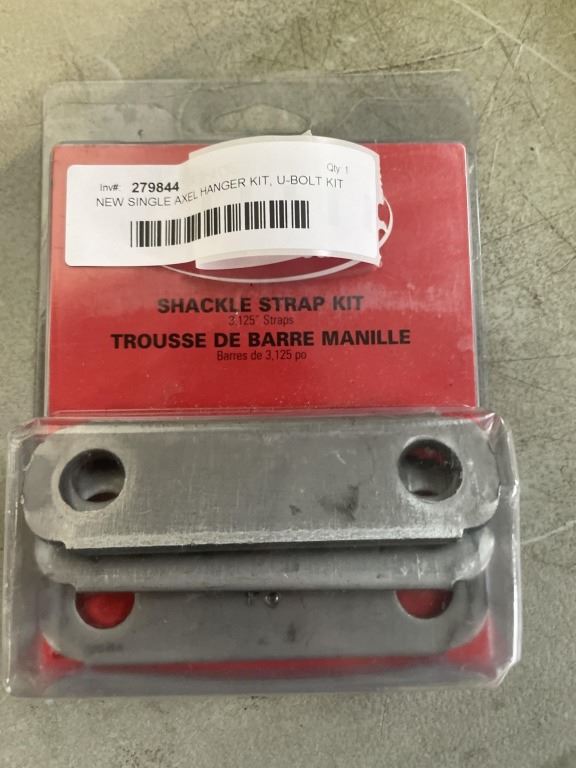 Inv#: 279844 Qty: 1
NEW SINGLE AXEL HANGER KIT, U-BOLT KIT
SHACKLE STRAP KIT
3.125" Straps
TROUSSE DE BARRE MANILLE
Barres de 3,125 po